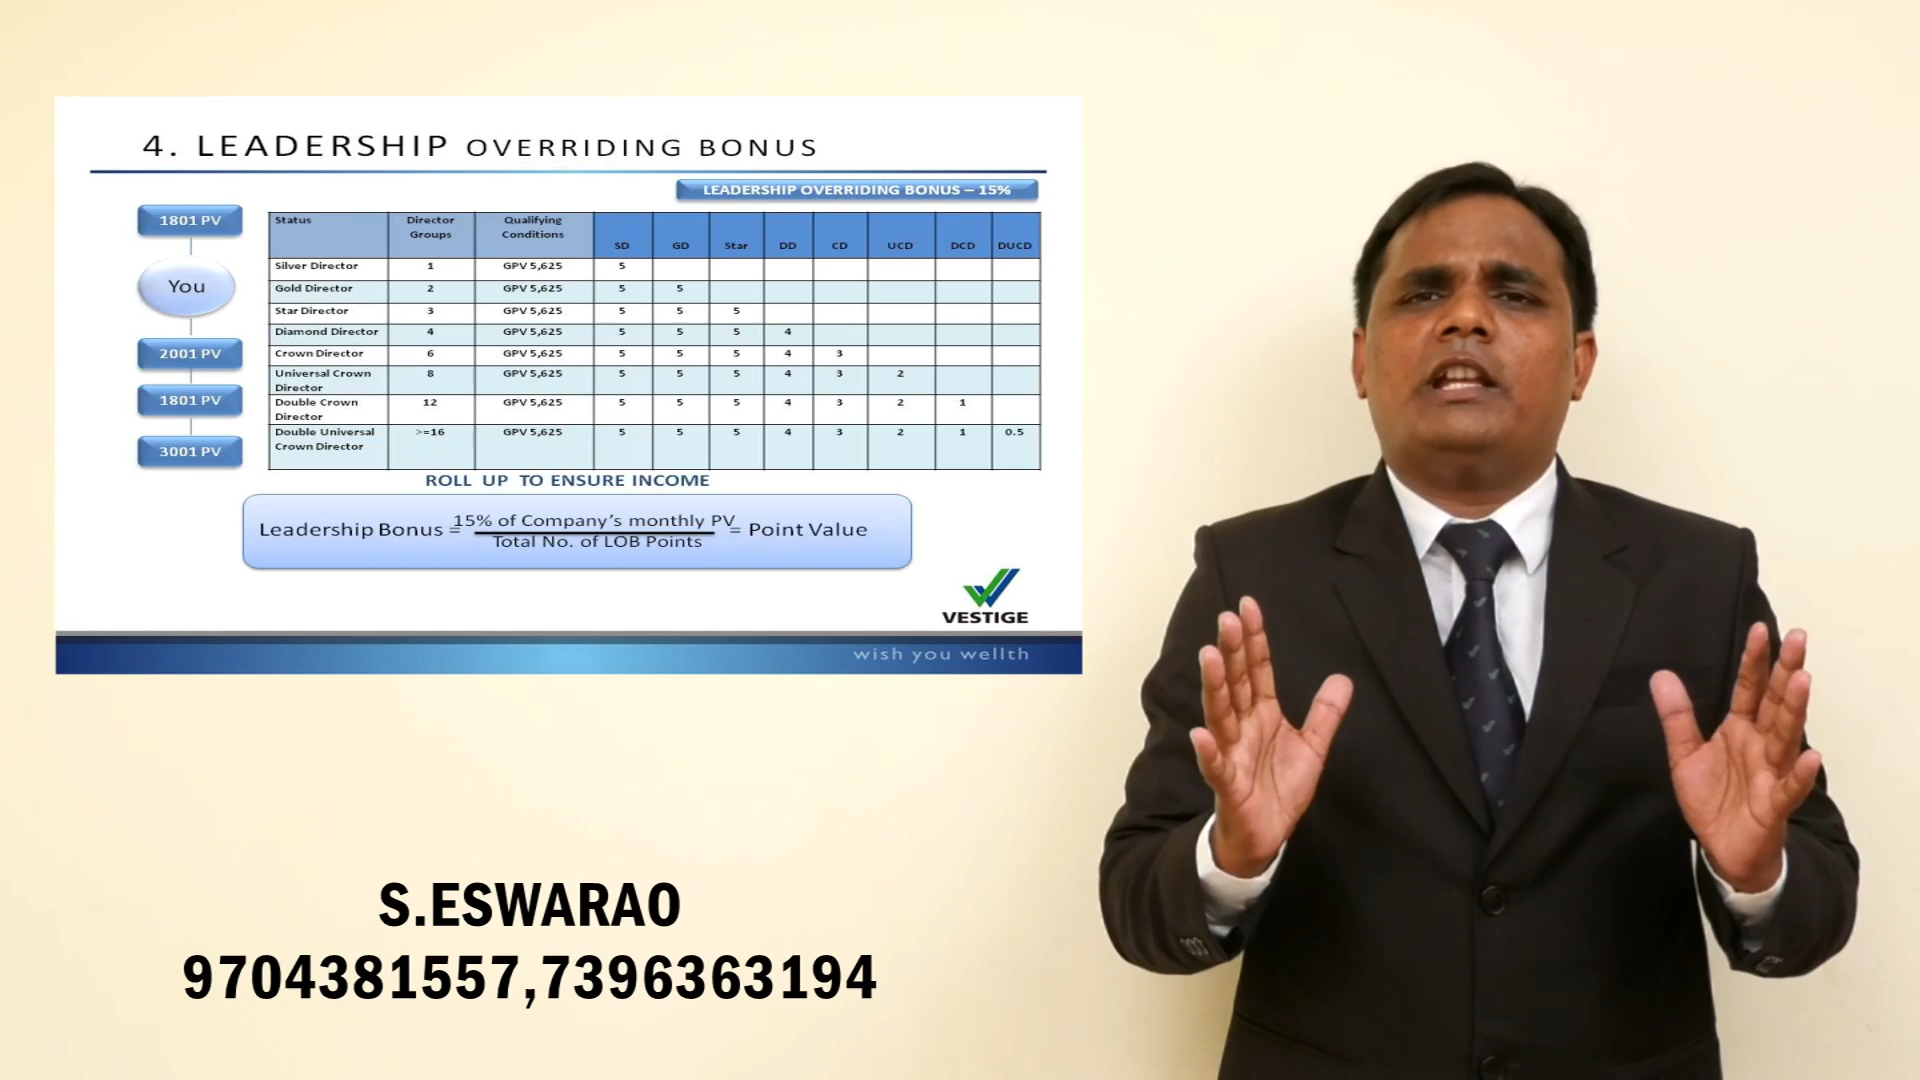 4. LEADERSHIP OVERRIDING BONUS
LEADERSHIP OVERRIDING BONUS – 15%
1801 PV
You
2001 PV
1801 PV
3001 PV
Status Director Groups Qualifying Conditions SD GD Star DD CD UCD DCD DUCD
Silver Director 1 GPV 5,625 5
Gold Director 2 GPV 5,625 5 5
Star Director 3 GPV 5,625 5 5 5
Diamond Director 4 GPV 5,625 5 5 5 4
Crown Director 6 GPV 5,625 5 5 5 4 3
Universal Crown Director 8 GPV 5,625 5 5 5 4 3 2
Double Crown Director 12 GPV 5,625 5 5 5 4 3 2 1
Double Universal Crown Director >=16 GPV 5,625 5 5 5 4 3 2 1 0.5
ROLL UP TO ENSURE INCOME
Leadership Bonus = 15% of Company's monthly PV = Point Value
Total No. of LOB Points
VESTIGE
wish you wellth
S.ESWARAO
9704381557,7396363194